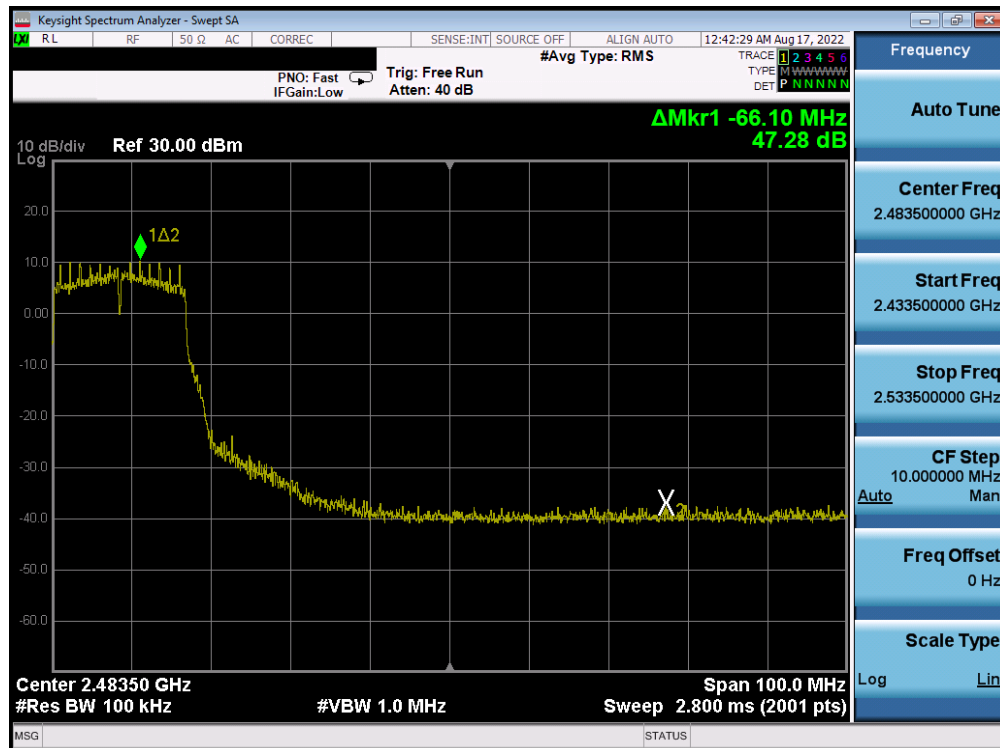 Keysight Spectrum Analyzer - Swept SA
LXI RL RF 50 Ω AC CORREC SENSE:INT SOURCE OFF ALIGN AUTO 12:42:29 AM Aug 17, 2022
Frequency
#Avg Type: RMS
TRACE 1 2 3 4 5 6
PNO: Fast Trig: Free Run
TYPE M WWWWW
IFGain:Low Atten: 40 dB
DET P N N N N N
Auto Tune
ΔMkr1 -66.10 MHz
47.28 dB
10 dB/div Ref 30.00 dBm
Log
20.0
10.0
0.00
-10.0
-20.0
-30.0
-40.0
-50.0
-60.0
1Δ2
X2
Center Freq
2.483500000 GHz
Start Freq
2.433500000 GHz
Stop Freq
2.533500000 GHz
CF Step
10.000000 MHz
Auto Man
Freq Offset
0 Hz
Scale Type
Log Lin
Center 2.48350 GHz Span 100.0 MHz
#Res BW 100 kHz #VBW 1.0 MHz Sweep 2.800 ms (2001 pts)
MSG STATUS